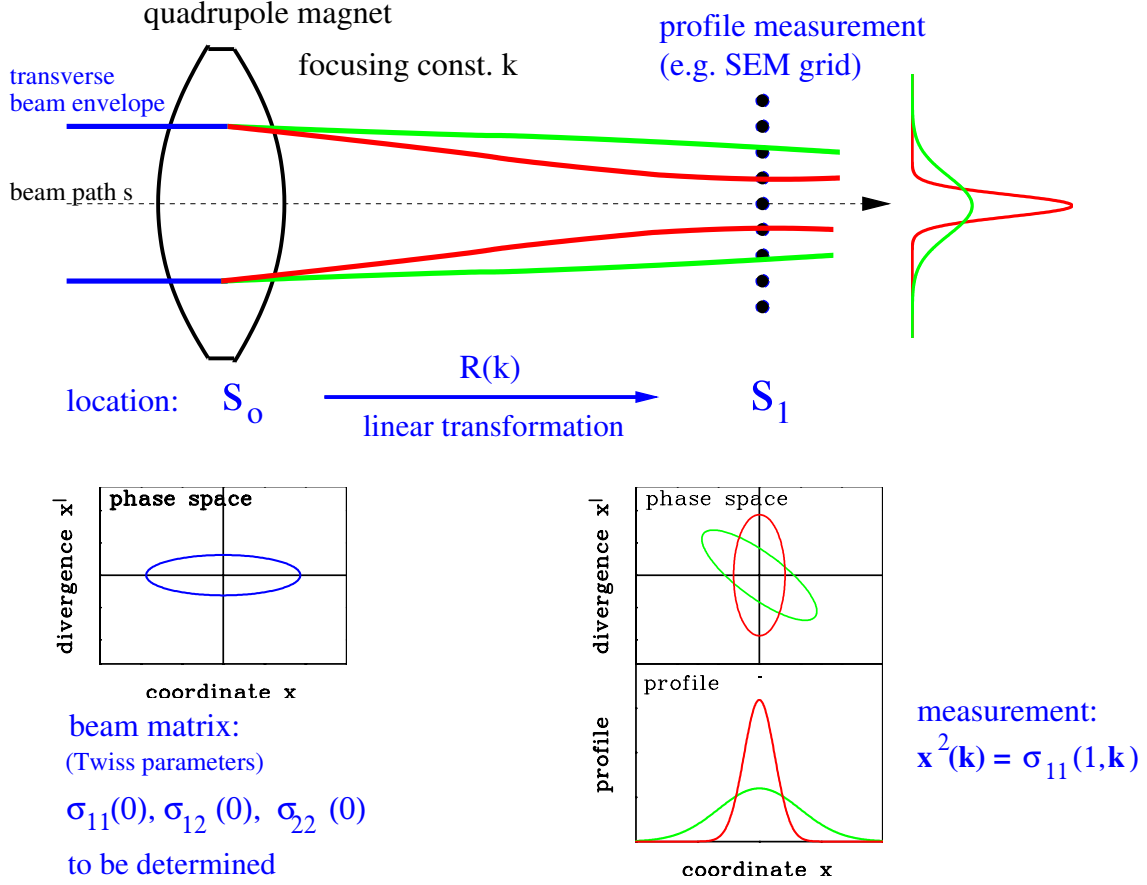 quadrupole magnet
focusing const. k
profile measurement
(e.g. SEM grid)
transverse
beam envelope
beam path s
location:
s₀
R(k)
linear transformation
s₁
phase space
divergence x'
coordinate x
beam matrix:
(Twiss parameters)
σ₁₁(0), σ₁₂ (0), σ₂₂ (0)
to be determined
phase space
divergence x'
profile
profile
coordinate x
measurement:
x²(k) = σ₁₁(1,k)